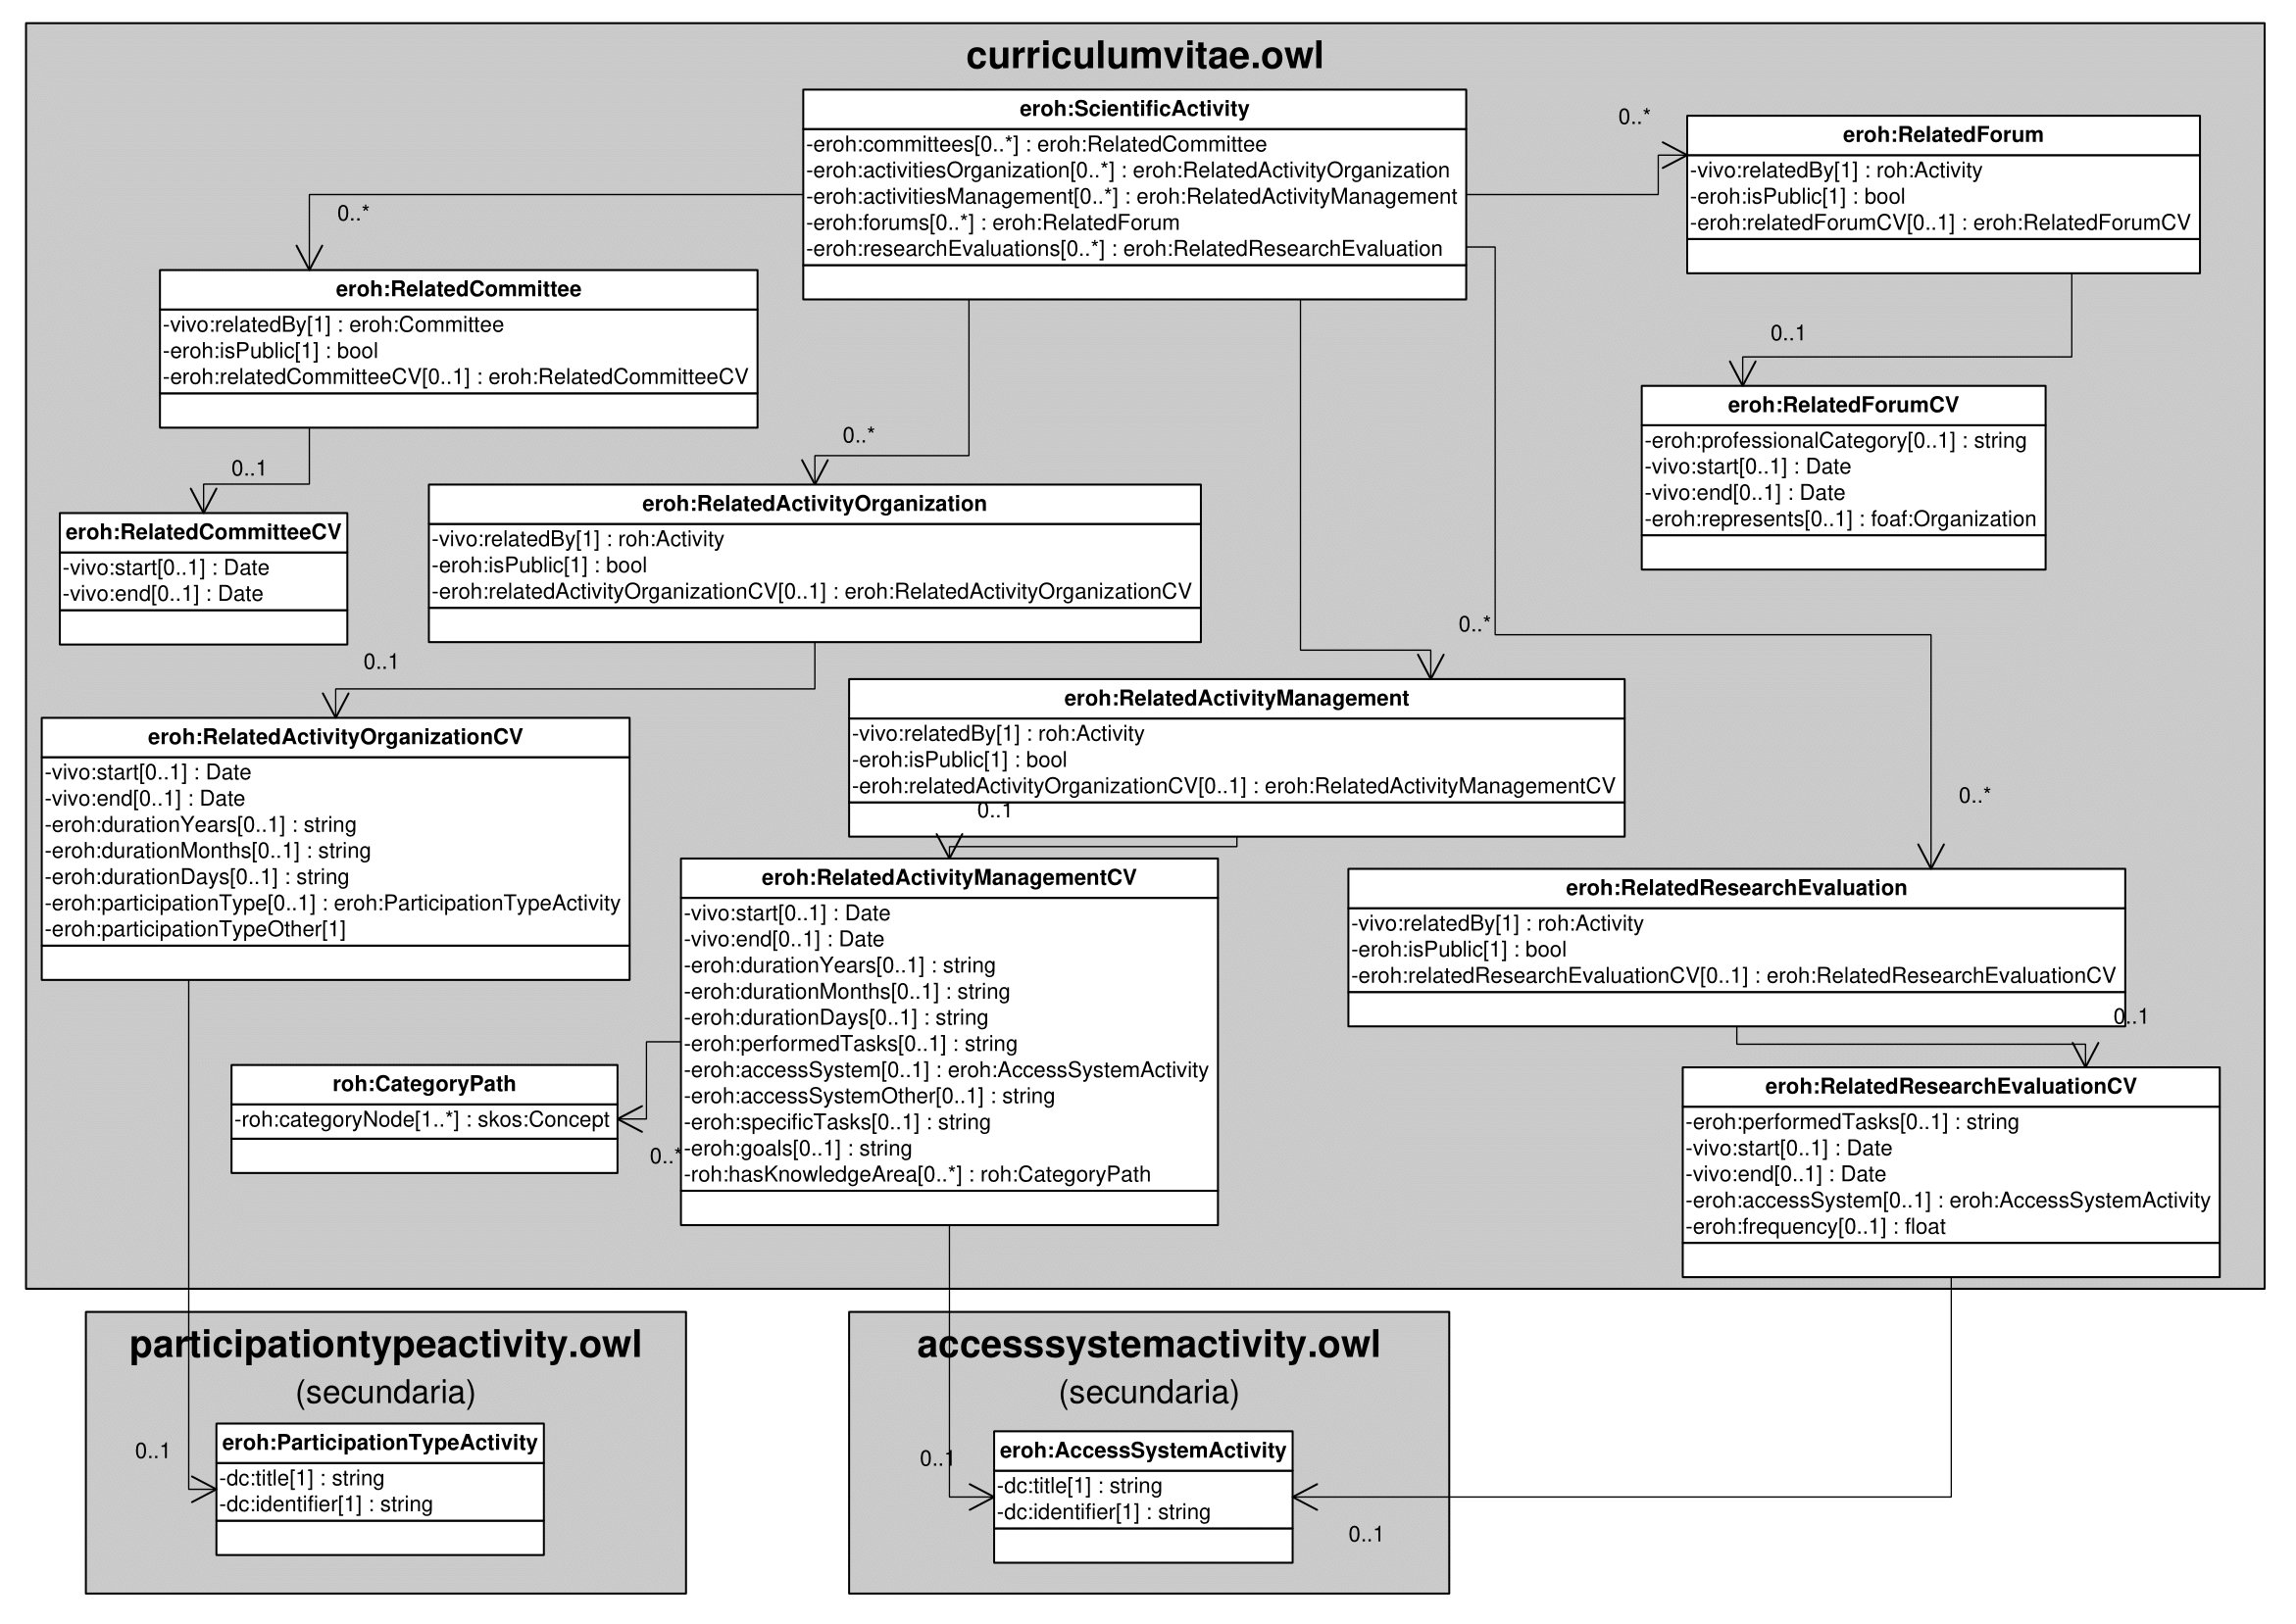 curriculumvitae.owl
eroh:ScientificActivity
-eroh:committees[0..*] : eroh:RelatedCommittee
-eroh:activitiesOrganization[0..*] : eroh:RelatedActivityOrganization
-eroh:activitiesManagement[0..*] : eroh:RelatedActivityManagement
-eroh:forums[0..*] : eroh:RelatedForum
-eroh:researchEvaluations[0..*] : eroh:RelatedResearchEvaluation
0..*
eroh:RelatedForum
-vivo:relatedBy[1] : roh:Activity
-eroh:isPublic[1] : bool
-eroh:relatedForumCV[0..1] : eroh:RelatedForumCV
0..*
eroh:RelatedCommittee
-vivo:relatedBy[1] : eroh:Committee
-eroh:isPublic[1] : bool
-eroh:relatedCommitteeCV[0..1] : eroh:RelatedCommitteeCV
0..1
eroh:RelatedForumCV
-eroh:professionalCategory[0..1] : string
-vivo:start[0..1] : Date
-vivo:end[0..1] : Date
-eroh:represents[0..1] : foaf:Organization
0..1
eroh:RelatedCommitteeCV
-vivo:start[0..1] : Date
-vivo:end[0..1] : Date
0..*
eroh:RelatedActivityOrganization
-vivo:relatedBy[1] : roh:Activity
-eroh:isPublic[1] : bool
-eroh:relatedActivityOrganizationCV[0..1] : eroh:RelatedActivityOrganizationCV
0..1
eroh:RelatedActivityOrganizationCV
-vivo:start[0..1] : Date
-vivo:end[0..1] : Date
-eroh:durationYears[0..1] : string
-eroh:durationMonths[0..1] : string
-eroh:durationDays[0..1] : string
-eroh:participationType[0..1] : eroh:ParticipationTypeActivity
-eroh:participationTypeOther[1]
0..*
eroh:RelatedActivityManagement
-vivo:relatedBy[1] : roh:Activity
-eroh:isPublic[1] : bool
-eroh:relatedActivityOrganizationCV[0..1] : eroh:RelatedActivityManagementCV
0..1
eroh:RelatedActivityManagementCV
-vivo:start[0..1] : Date
-vivo:end[0..1] : Date
-eroh:durationYears[0..1] : string
-eroh:durationMonths[0..1] : string
-eroh:durationDays[0..1] : string
-eroh:performedTasks[0..1] : string
-eroh:accessSystem[0..1] : eroh:AccessSystemActivity
-eroh:accessSystemOther[0..1] : string
-eroh:specificTasks[0..1] : string
-eroh:goals[0..1] : string
-roh:hasKnowledgeArea[0..*] : roh:CategoryPath
0..*
eroh:RelatedResearchEvaluation
-vivo:relatedBy[1] : roh:Activity
-eroh:isPublic[1] : bool
-eroh:relatedResearchEvaluationCV[0..1] : eroh:RelatedResearchEvaluationCV
0..1
roh:CategoryPath
-roh:categoryNode[1..*] : skos:Concept
0..*
eroh:RelatedResearchEvaluationCV
-eroh:performedTasks[0..1] : string
-vivo:start[0..1] : Date
-vivo:end[0..1] : Date
-eroh:accessSystem[0..1] : eroh:AccessSystemActivity
-eroh:frequency[0..1] : float
participationtypeactivity.owl
(secundaria)
0..1
eroh:ParticipationTypeActivity
-dc:title[1] : string
-dc:identifier[1] : string
accesssystemactivity.owl
(secundaria)
0..1
eroh:AccessSystemActivity
-dc:title[1] : string
-dc:identifier[1] : string
0..1